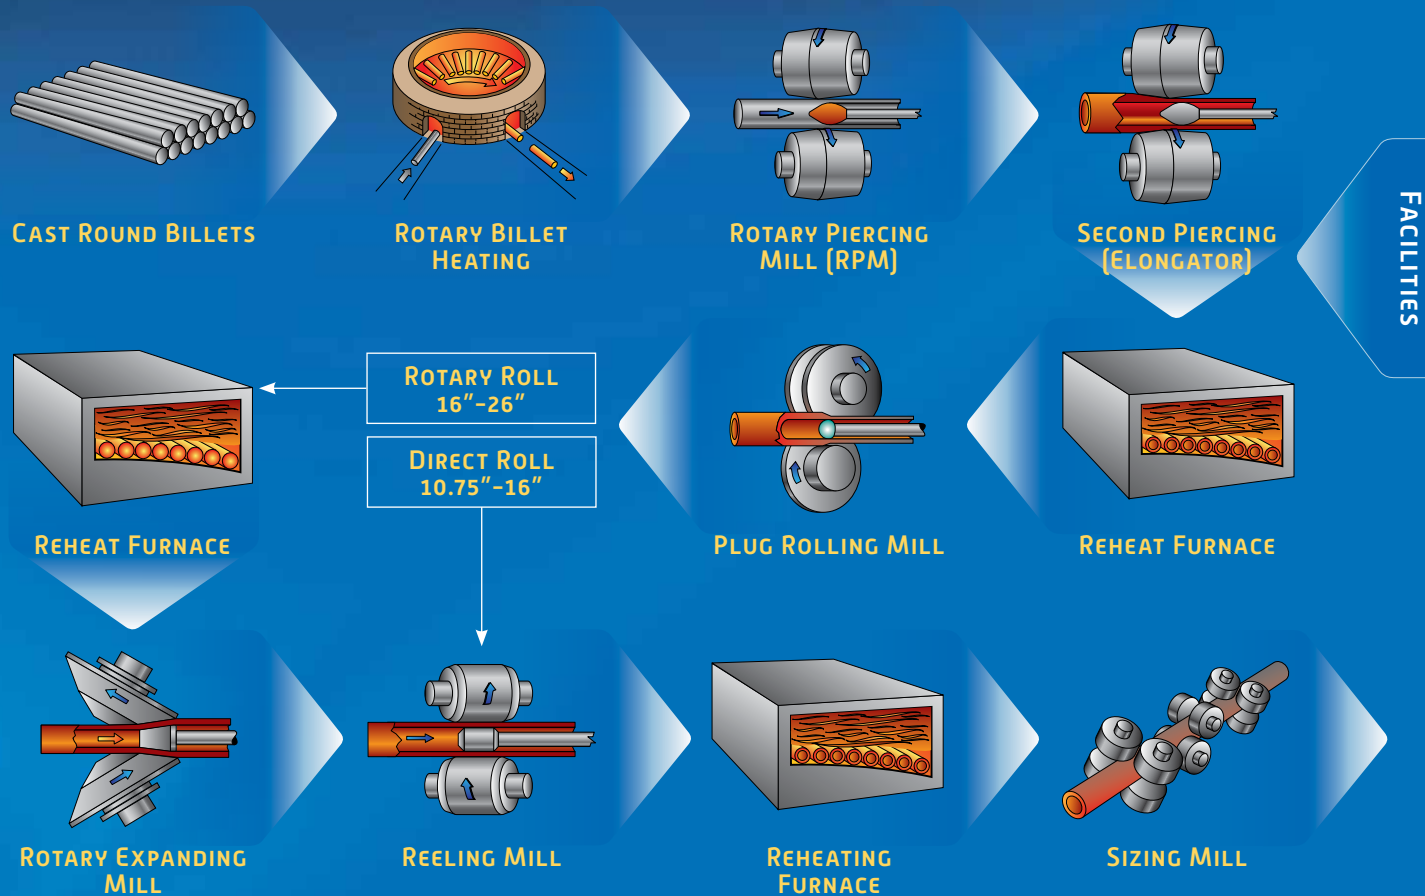 CAST ROUND BILLETS
ROTARY BILLET
HEATING
ROTARY PIERCING
MILL (RPM)
SECOND PIERCING
(ELONGATOR)
FACILITIES
REHEAT FURNACE
ROTARY ROLL
16"-26"
DIRECT ROLL
10.75"-16"
PLUG ROLLING MILL
REHEAT FURNACE
ROTARY EXPANDING
MILL
REELING MILL
REHEATING
FURNACE
SIZING MILL